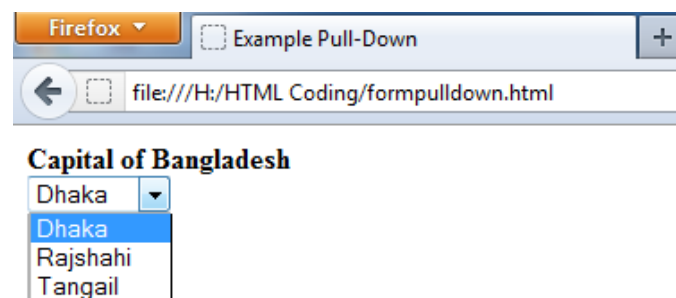 Firefox
Example Pull-Down
+
file:///H:/HTML Coding/formpulldown.html
Capital of Bangladesh
Dhaka
Dhaka
Rajshahi
Tangail